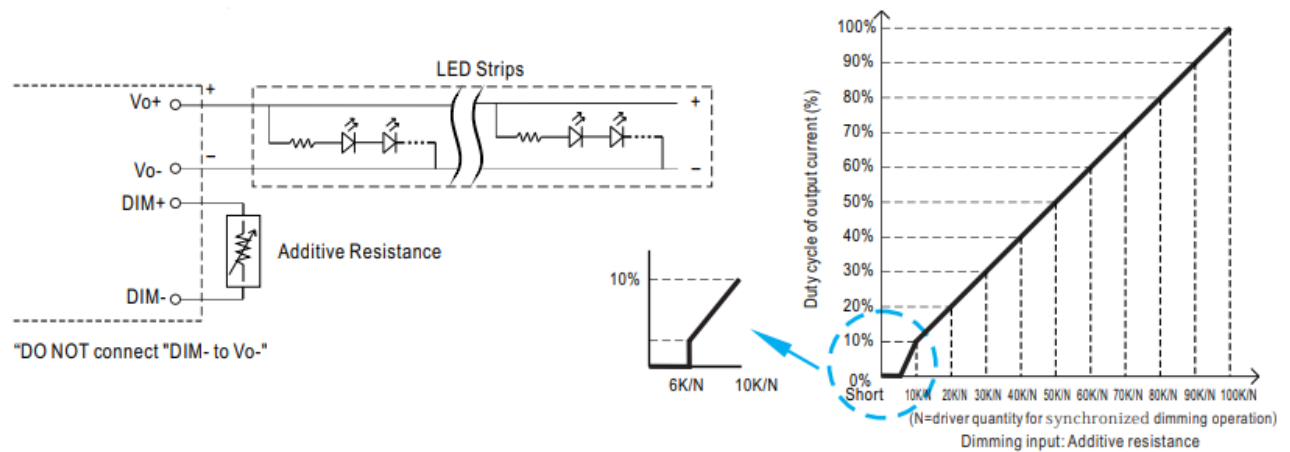 LED Strips
Vo+
+
+
Vo-
−
−
DIM+
Additive Resistance
DIM-
"DO NOT connect "DIM- to Vo-"
10%
6K/N 10K/N
Duty cycle of output current (%)
100%
90%
80%
70%
60%
50%
40%
30%
20%
10%
0%
Short 10K/N 20K/N 30K/N 40K/N 50K/N 60K/N 70K/N 80K/N 90K/N 100K/N
(N=driver quantity for synchronized dimming operation)
Dimming input: Additive resistance